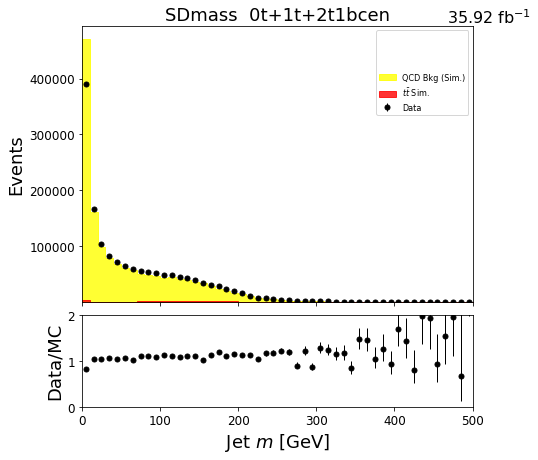 SDmass 0t+1t+2t1bcen
35.92 fb⁻¹
QCD Bkg (Sim.)
tt̄ Sim.
Data
Events
400000
300000
200000
100000
Data/MC
2
1
0
0 100 200 300 400 500
Jet m [GeV]